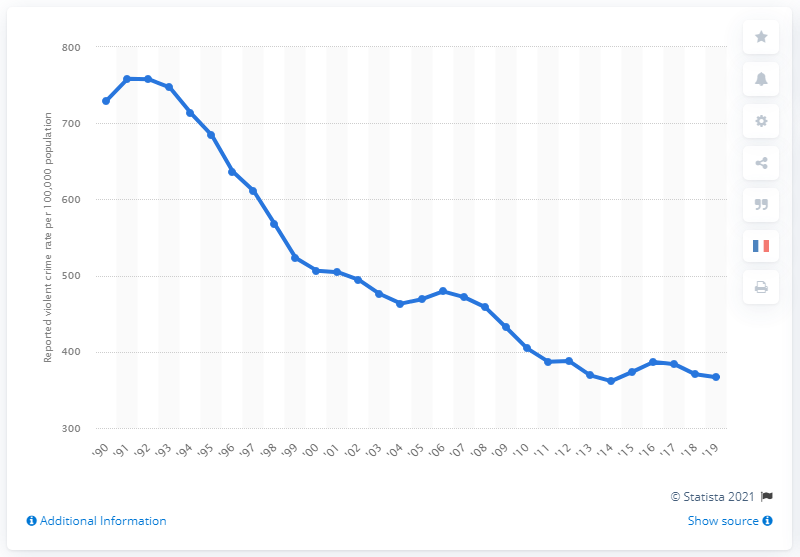 Reported violent crime rate per 100,000 population
800
700
600
500
400
300
'90 '91 '92 '93 '94 '95 '96 '97 '98 '99 '00 '01 '02 '03 '04 '05 '06 '07 '08 '09 '10 '11 '12 '13 '14 '15 '16 '17 '18 '19
© Statista 2021
Additional Information
Show source